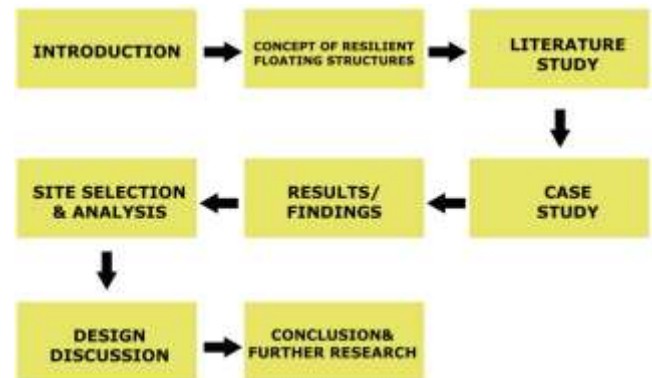 INTRODUCTION
CONCEPT OF RESILIENT
FLOATING STRUCTURES
LITERATURE
STUDY
CASE
STUDY
RESULTS/
FINDINGS
SITE SELECTION
& ANALYSIS
DESIGN
DISCUSSION
CONCLUSION&
FURTHER RESEARCH